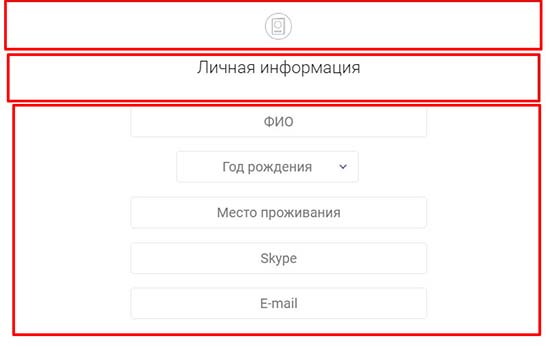 Личная информация
ФИО
Год рождения
Место проживания
Skype
E-mail